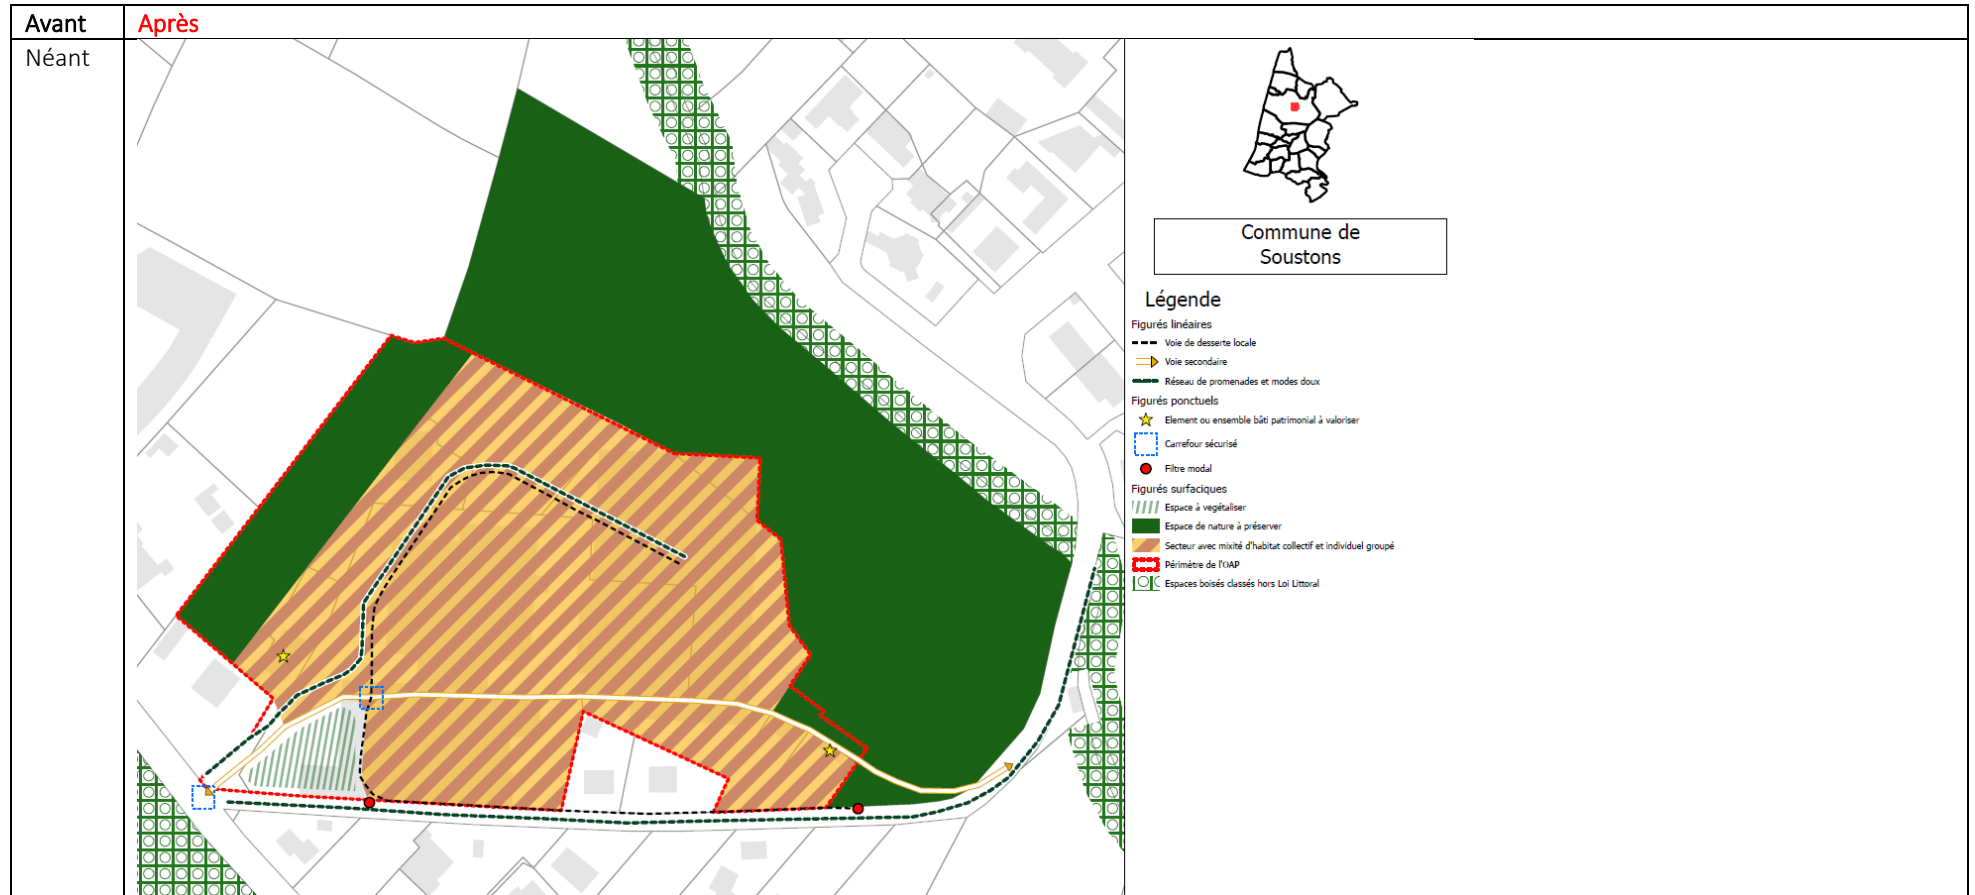 Avant
Après
Néant
Commune de
Soustons
Légende
Figurés linéaires
Voie de desserte locale
Voie secondaire
Réseau de promenades et modes doux
Figurés ponctuels
Element ou ensemble bâti patrimonial à valoriser
Carrefour sécurisé
Filtre modal
Figurés surfaciques
Espace à vegétaliser
Espace de nature à préserver
Secteur avec mixité d'habitat collectif et individuel groupé
Périmètre de l'OAP
Espaces boisés classés hors Loi Littoral